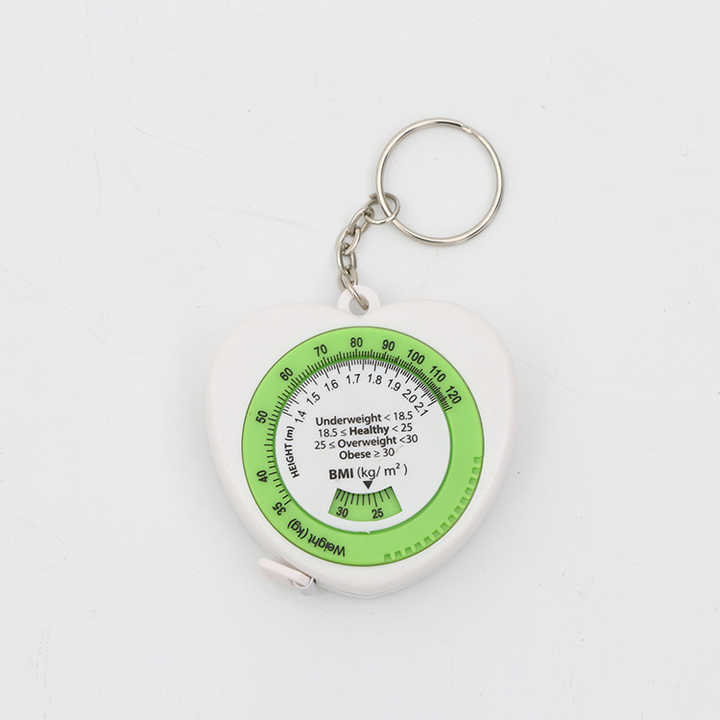 35 40 50 60 70 80 90 100 110 120
1.4 1.5 1.6 1.7 1.8 1.9 2.0 2.1
HEIGHT (m)
Underweight < 18.5
18.5 ≤ Healthy < 25
25 ≤ Overweight <30
Obese ≥ 30
BMI (kg/ m²)
30 25
Weight (kg)